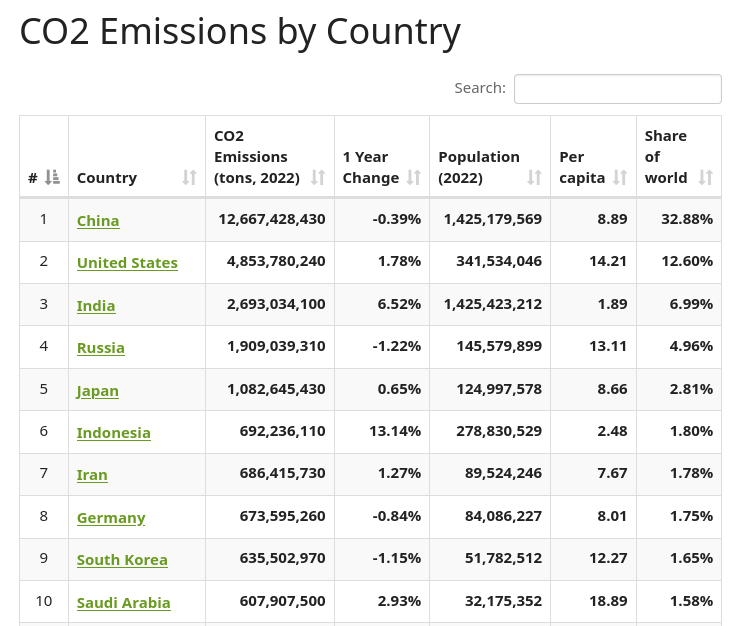 CO2 Emissions by Country
Search:
# Country CO2 Emissions (tons, 2022) 1 Year Change Population (2022) Per capita Share of world
1 China 12,667,428,430 -0.39% 1,425,179,569 8.89 32.88%
2 United States 4,853,780,240 1.78% 341,534,046 14.21 12.60%
3 India 2,693,034,100 6.52% 1,425,423,212 1.89 6.99%
4 Russia 1,909,039,310 -1.22% 145,579,899 13.11 4.96%
5 Japan 1,082,645,430 0.65% 124,997,578 8.66 2.81%
6 Indonesia 692,236,110 13.14% 278,830,529 2.48 1.80%
7 Iran 686,415,730 1.27% 89,524,246 7.67 1.78%
8 Germany 673,595,260 -0.84% 84,086,227 8.01 1.75%
9 South Korea 635,502,970 -1.15% 51,782,512 12.27 1.65%
10 Saudi Arabia 607,907,500 2.93% 32,175,352 18.89 1.58%